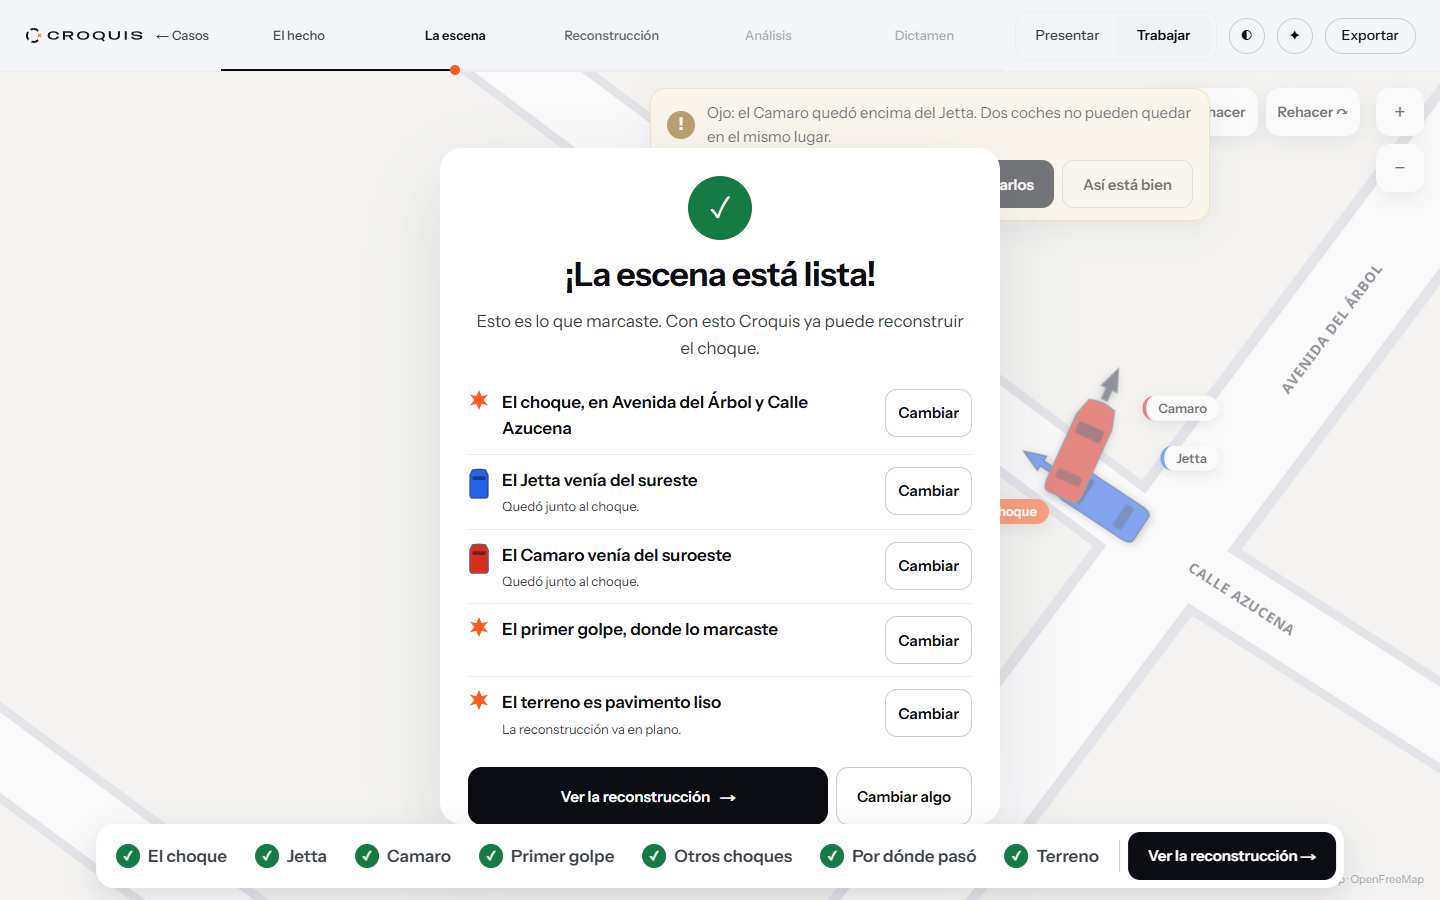 CROQUIS
← Casos
El hecho
La escena
Reconstrucción
Análisis
Dictamen
Presentar
Trabajar
Exportar
Ojo: el Camaro quedó encima del Jetta. Dos coches no pueden quedar
en el mismo lugar.
Así está bien
Rehacer
¡La escena está lista!
Esto es lo que marcaste. Con esto Croquis ya puede reconstruir
el choque.
El choque, en Avenida del Árbol y Calle
Azucena
Cambiar
El Jetta venía del sureste
Quedó junto al choque.
Cambiar
El Camaro venía del suroeste
Quedó junto al choque.
Cambiar
El primer golpe, donde lo marcaste
Cambiar
El terreno es pavimento liso
La reconstrucción va en plano.
Cambiar
Ver la reconstrucción →
Cambiar algo
AVENIDA DEL ÁRBOL
Camaro
Jetta
CALLE AZUCENA
El choque
Jetta
Camaro
Primer golpe
Otros choques
Por dónde pasó
Terreno
Ver la reconstrucción →
OpenFreeMap